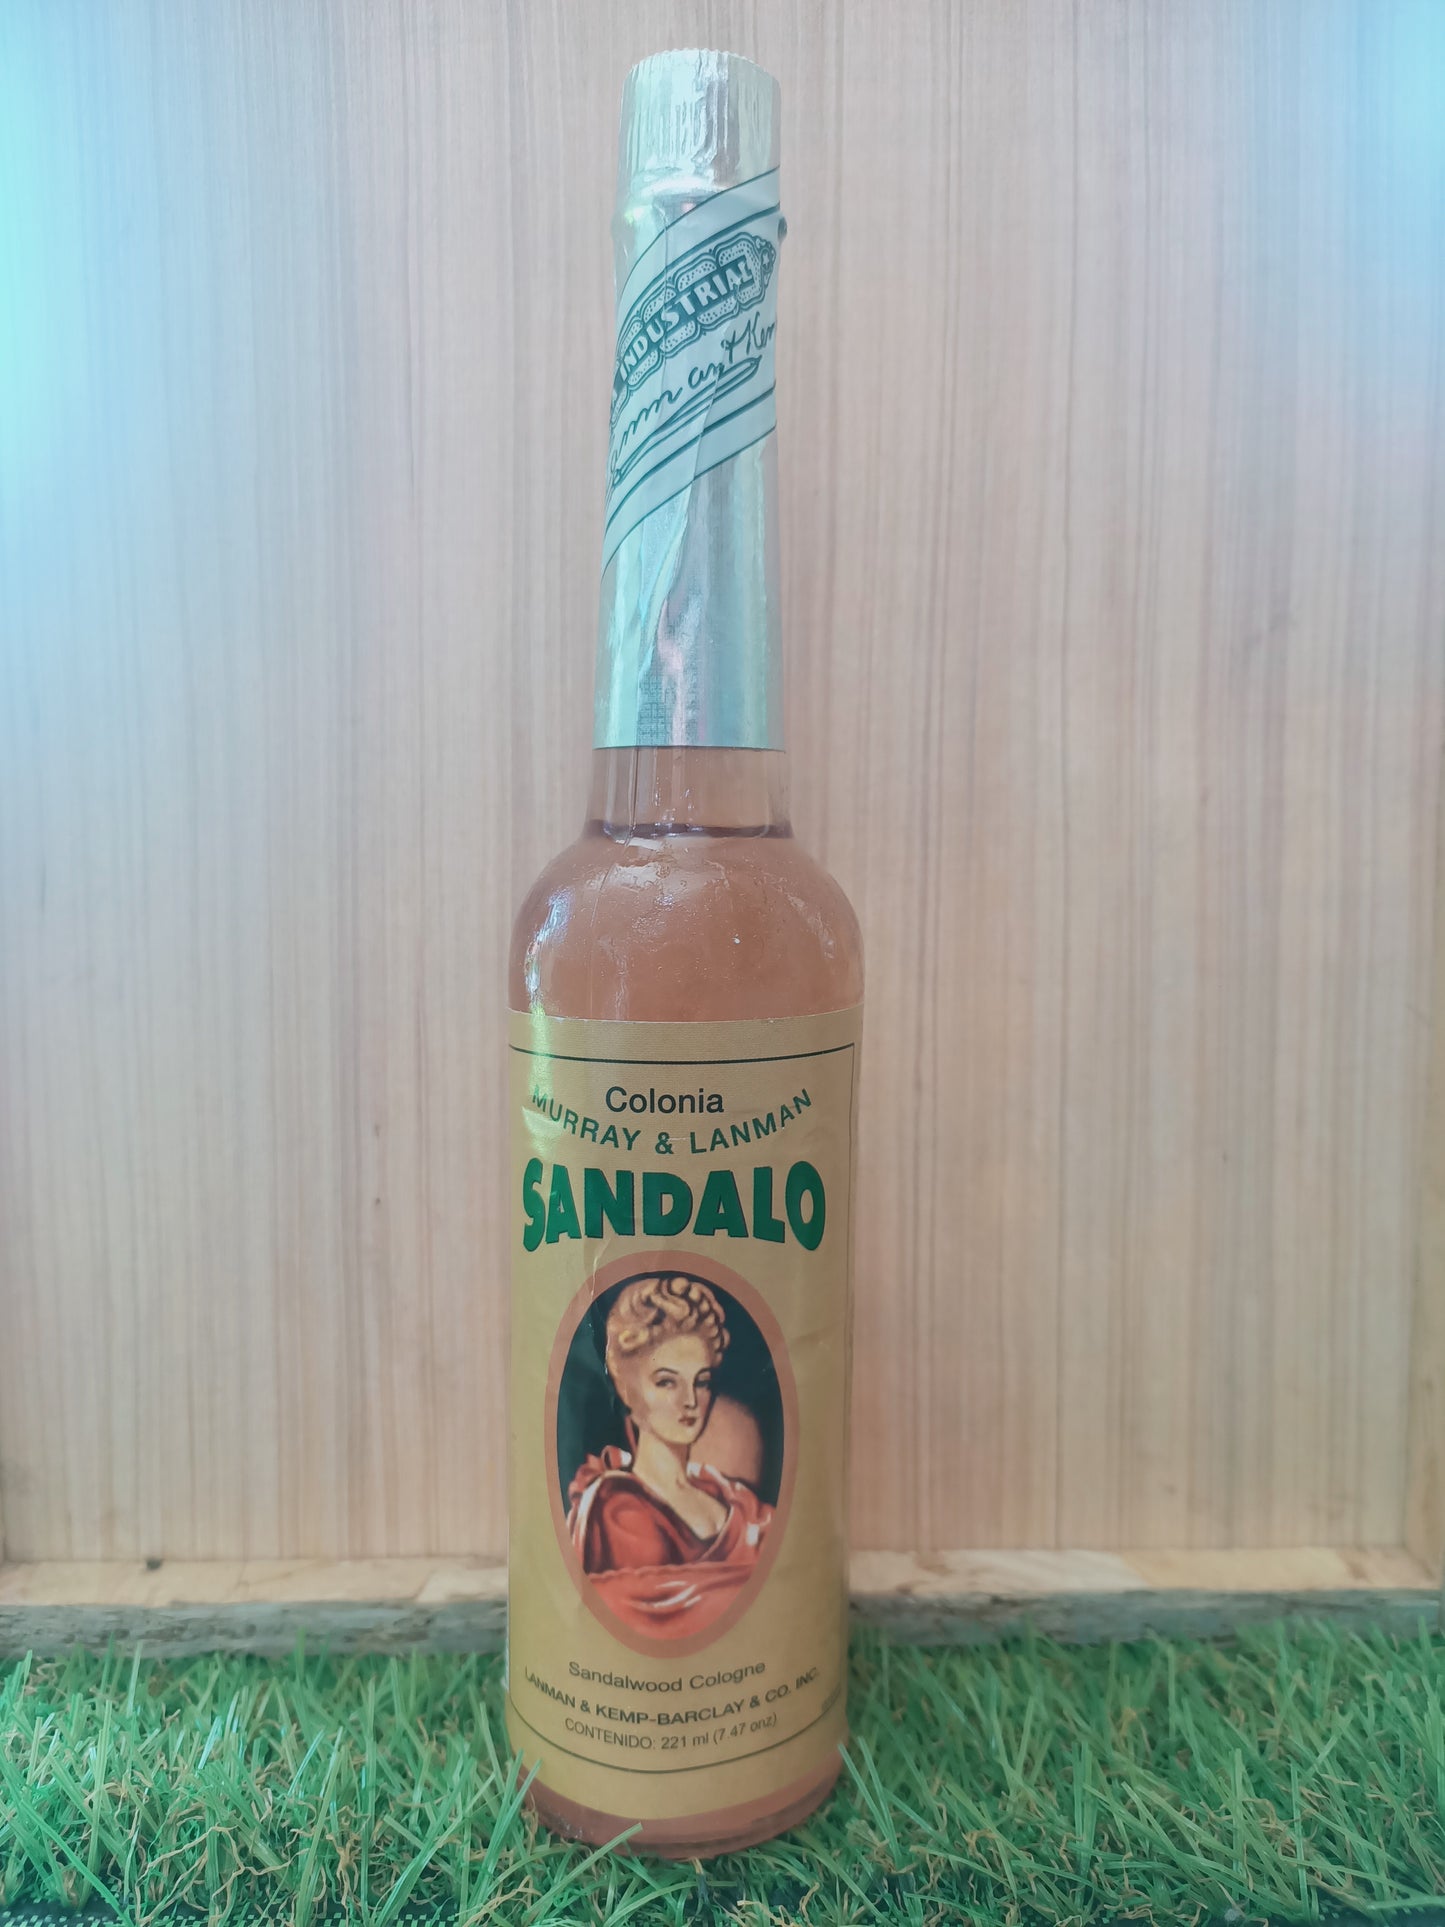 INDUSTRIAL
Colonia
MURRAY & LANMAN
SANDALO
Sandalwood Cologne
LANMAN & KEMP-BARCLAY & CO. INC.
CONTENIDO: 221 ml (7.47 onz)